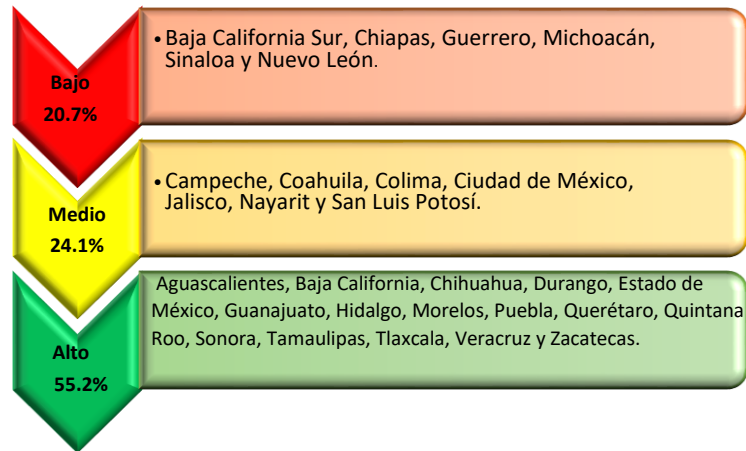 • Baja California Sur, Chiapas, Guerrero, Michoacán,
Sinaloa y Nuevo León.
Bajo
20.7%
• Campeche, Coahuila, Colima, Ciudad de México,
Jalisco, Nayarit y San Luis Potosí.
Medio
24.1%
Aguascalientes, Baja California, Chihuahua, Durango, Estado de
México, Guanajuato, Hidalgo, Morelos, Puebla, Querétaro, Quintana
Roo, Sonora, Tamaulipas, Tlaxcala, Veracruz y Zacatecas.
Alto
55.2%